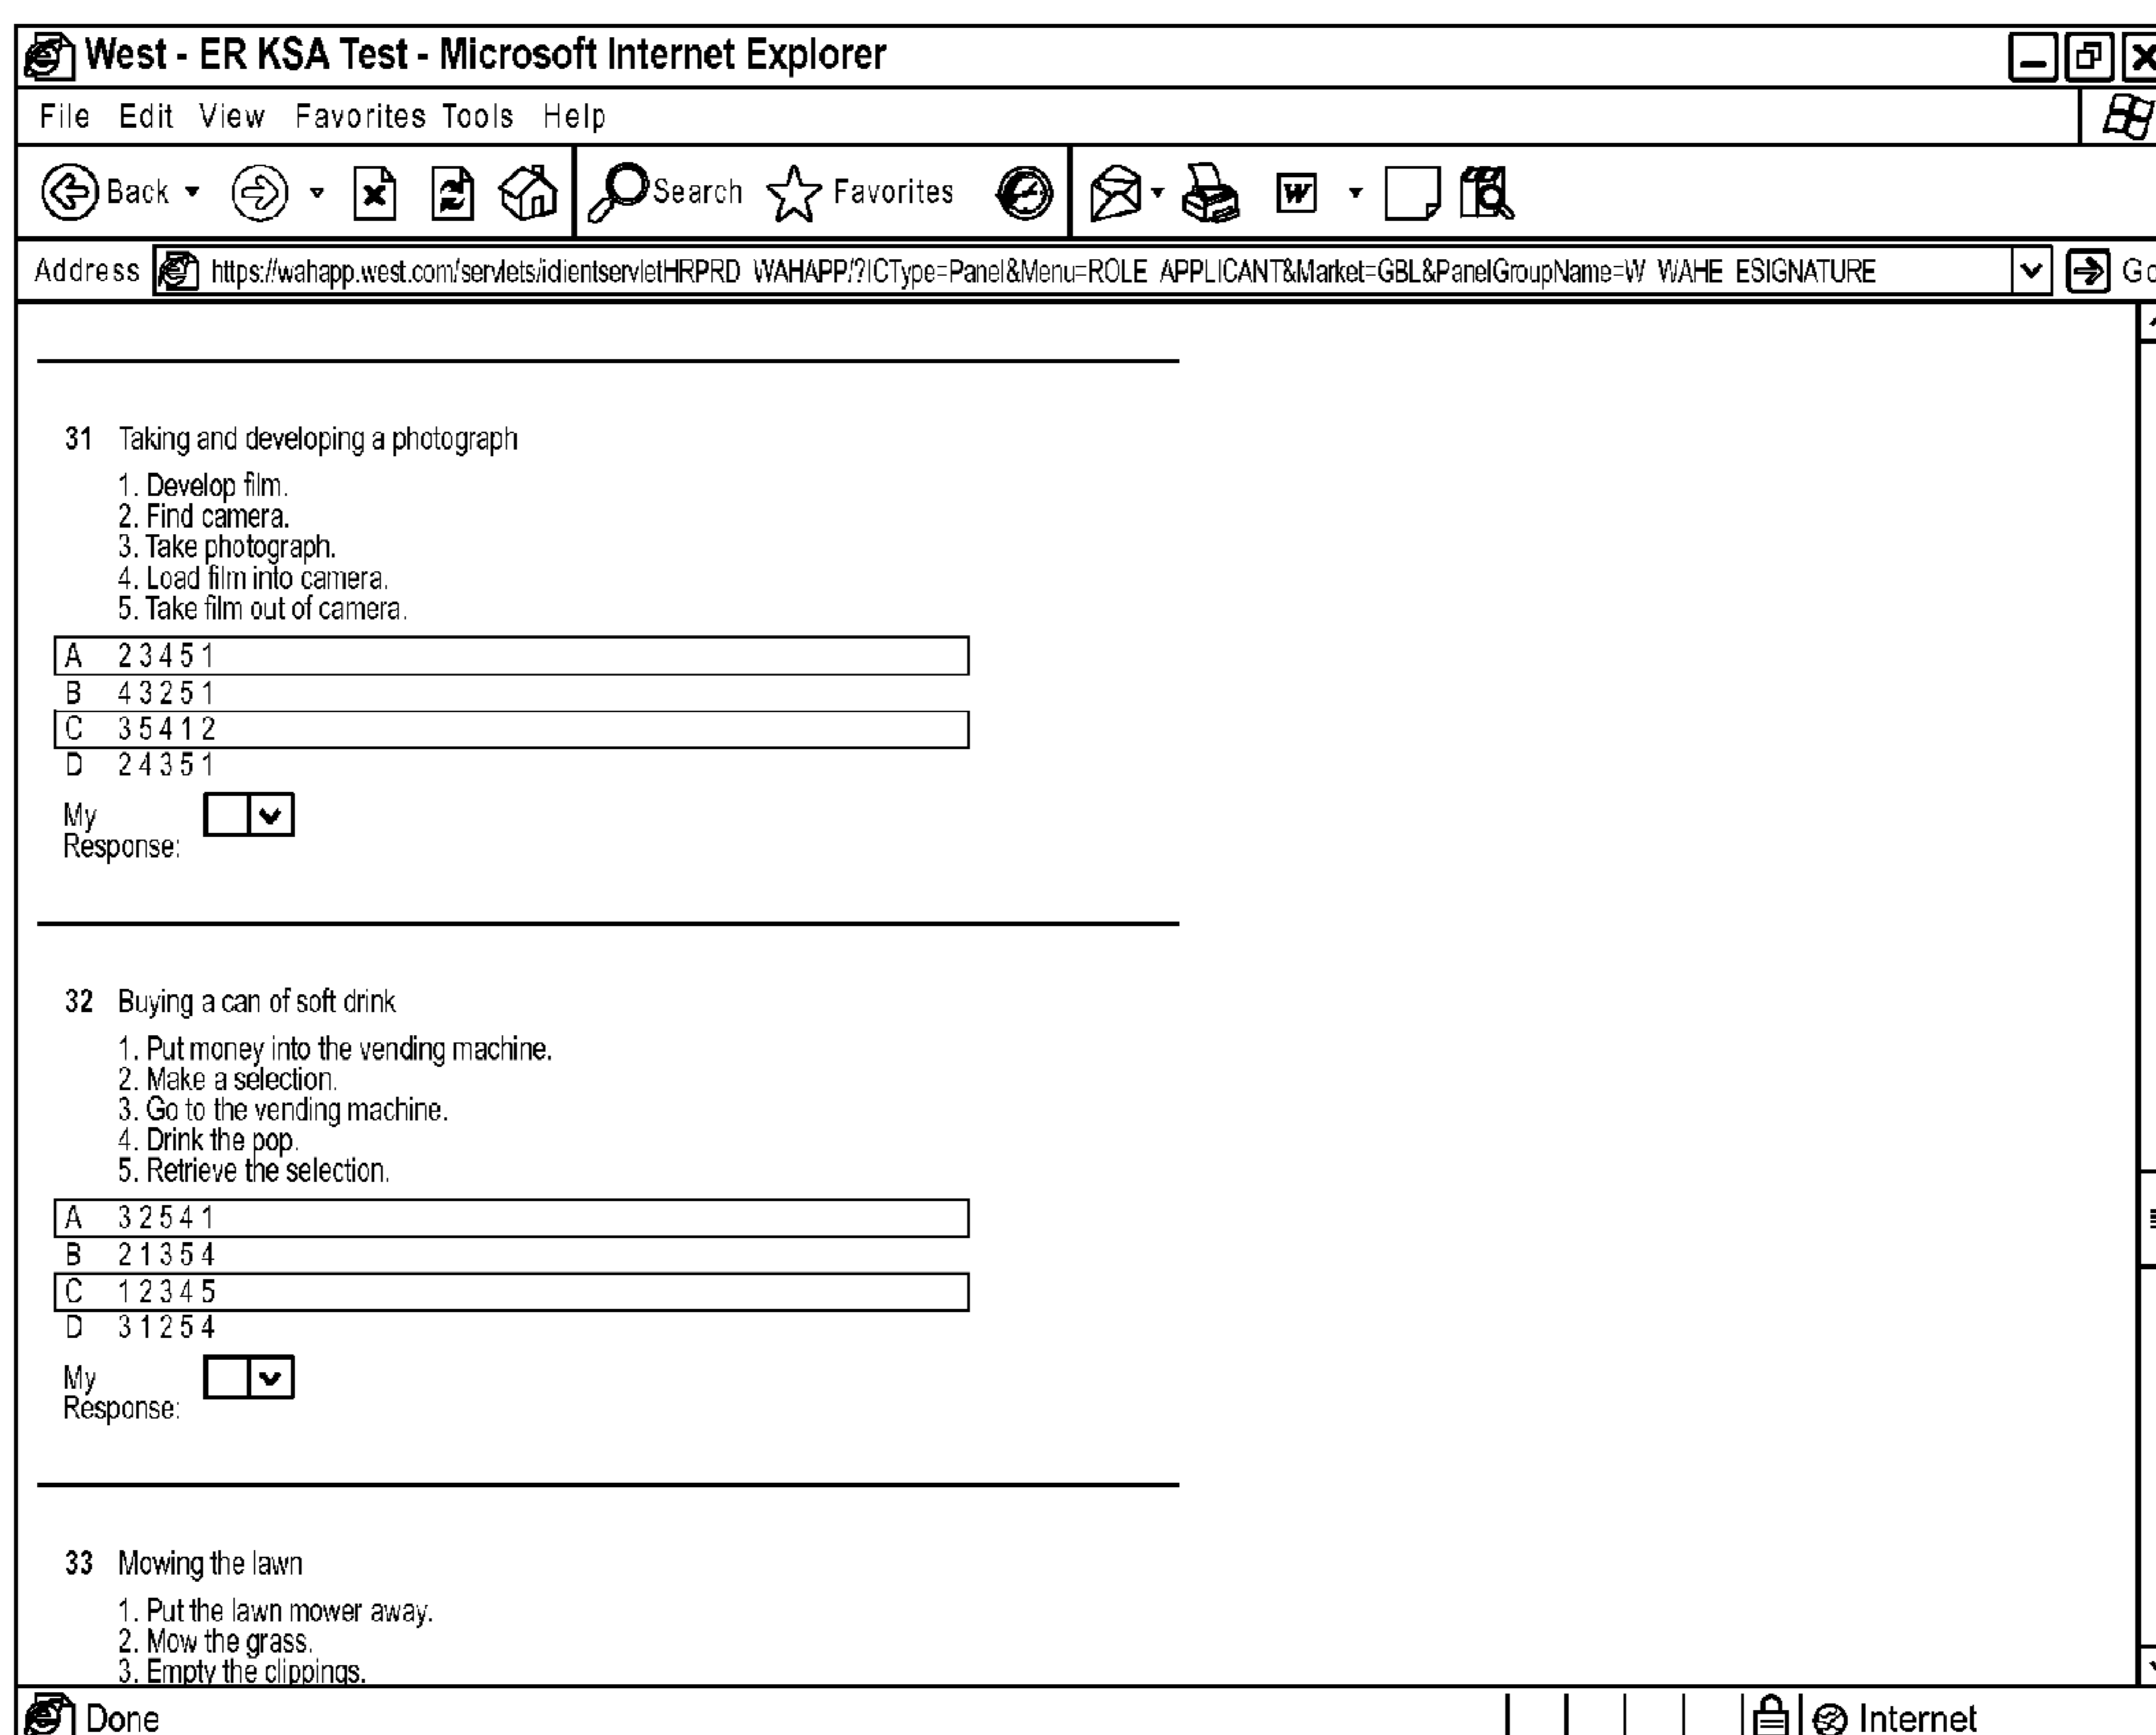 West - ER KSA Test - Microsoft Internet Explorer
File Edit View Favorites Tools Help
Back Search Favorites W
Address https://wahapp.west.com/servlets/iclientservletHRPRD WAHAPP/?ICType=Panel&Menu=ROLE APPLICANT&Market=GBL&PanelGroupName=W WAHE ESIGNATURE Go
31 Taking and developing a photograph
1. Develop film.
2. Find camera.
3. Take photograph.
4. Load film into camera.
5. Take film out of camera.
A 2 3 4 5 1
B 4 3 2 5 1
C 3 5 4 1 2
D 2 4 3 5 1
My
Response:
32 Buying a can of soft drink
1. Put money into the vending machine.
2. Make a selection.
3. Go to the vending machine.
4. Drink the pop.
5. Retrieve the selection.
A 3 2 5 4 1
B 2 1 3 5 4
C 1 2 3 4 5
D 3 1 2 5 4
My
Response:
33 Mowing the lawn
1. Put the lawn mower away.
2. Mow the grass.
3. Empty the clippings.
Done Internet